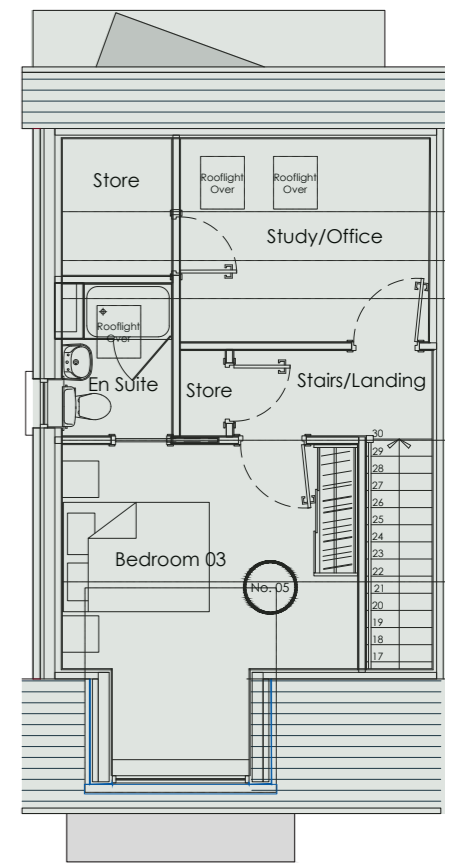 Store
Rooflight
Over
Rooflight
Over
Study/Office
Rooflight
Over
En Suite
Store
Stairs/Landing
30
29
28
27
26
25
24
23
22
21
20
19
18
17
Bedroom 03
No. 05